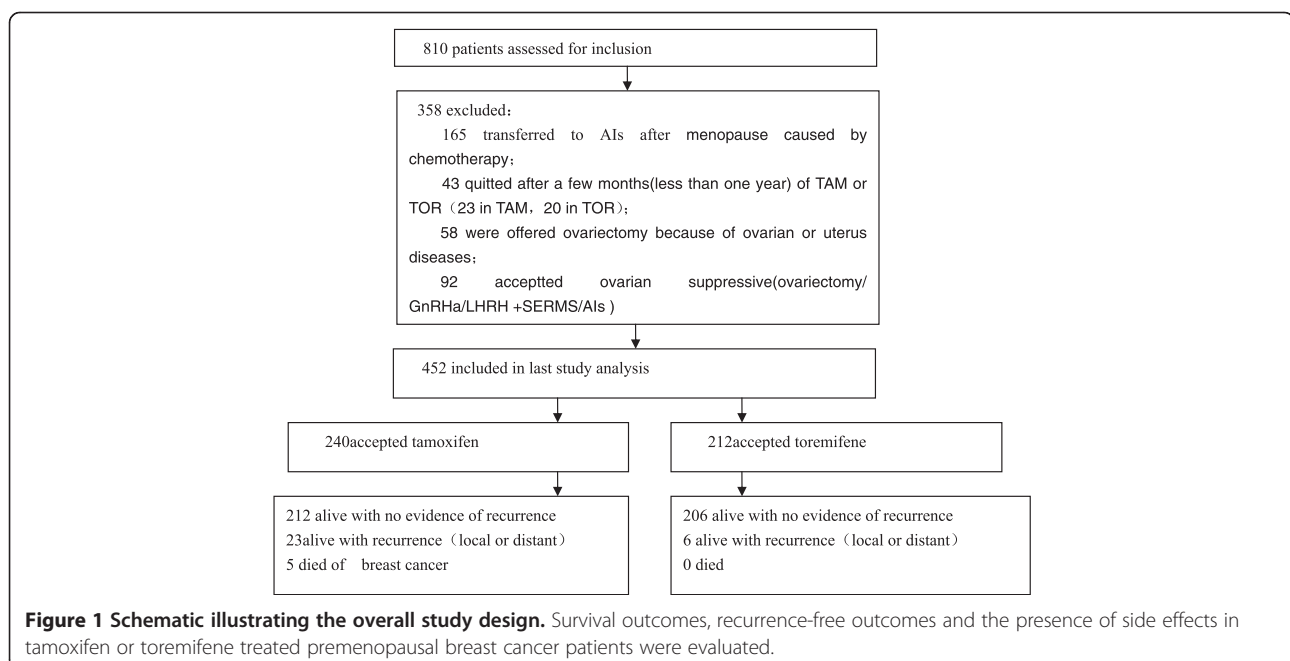 810 patients assessed for inclusion
358 excluded：
165 transferred to AIs after menopause caused by
chemotherapy；
43 quitted after a few months(less than one year) of TAM or
TOR（23 in TAM，20 in TOR）；
58 were offered ovariectomy because of ovarian or uterus
diseases；
92 acceptted ovarian suppressive(ovariectomy/
GnRHa/LHRH +SERMS/AIs )
452 included in last study analysis
240accepted tamoxifen
212accepted toremifene
212 alive with no evidence of recurrence
23alive with recurrence（local or distant）
5 died of breast cancer
206 alive with no evidence of recurrence
6 alive with recurrence（local or distant）
0 died
Figure 1 Schematic illustrating the overall study design. Survival outcomes, recurrence-free outcomes and the presence of side effects in
tamoxifen or toremifene treated premenopausal breast cancer patients were evaluated.